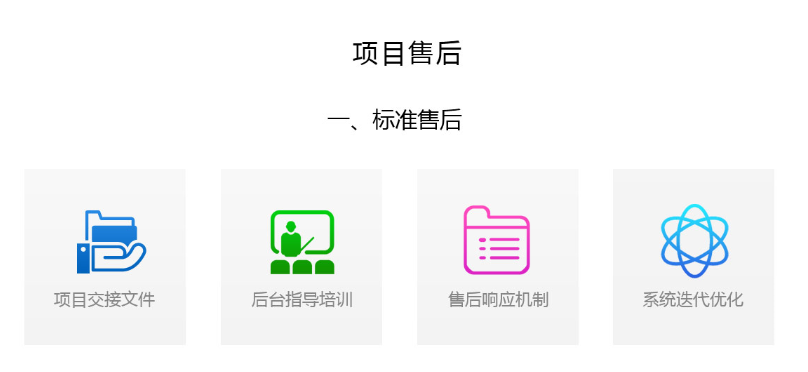 项目售后
一、标准售后
项目交接文件
后台指导培训
售后响应机制
系统迭代优化